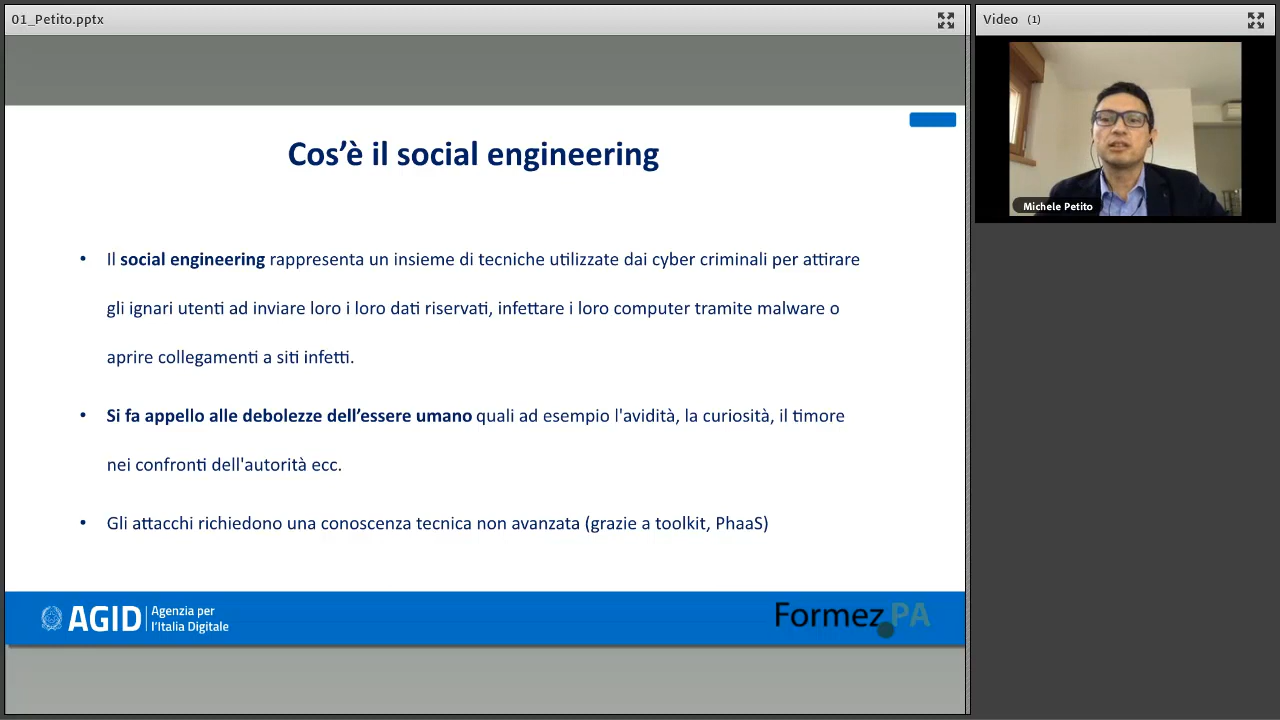 01_Petito.pptx
Video (1)
Cos’è il social engineering
• Il social engineering rappresenta un insieme di tecniche utilizzate dai cyber criminali per attirare
gli ignari utenti ad inviare loro i loro dati riservati, infettare i loro computer tramite malware o
aprire collegamenti a siti infetti.
• Si fa appello alle debolezze dell’essere umano quali ad esempio l'avidità, la curiosità, il timore
nei confronti dell'autorità ecc.
• Gli attacchi richiedono una conoscenza tecnica non avanzata (grazie a toolkit, PhaaS)
Michele Petito
AGID
Agenzia per
l’Italia Digitale
Formez PA